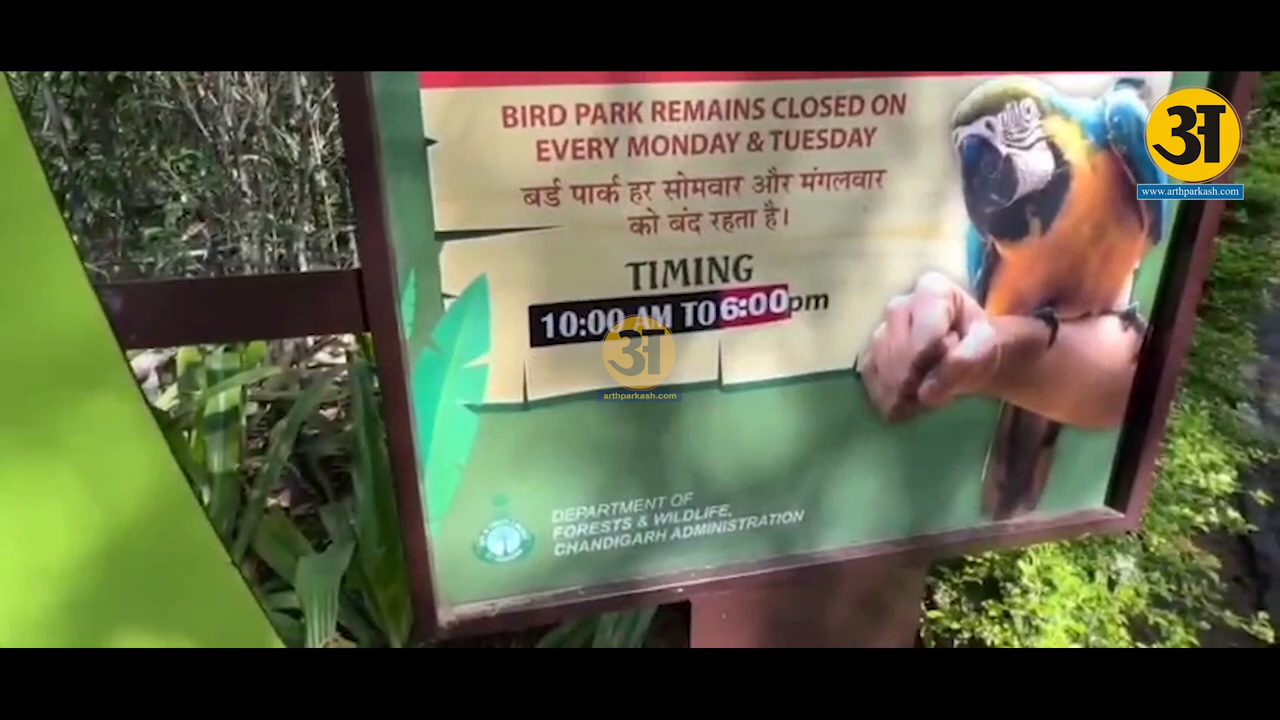 BIRD PARK REMAINS CLOSED ON
EVERY MONDAY & TUESDAY
बर्ड पार्क हर सोमवार और मंगलवार
को बंद रहता है।
TIMING
10:00 AM TO 6:00 pm
DEPARTMENT OF
FORESTS & WILDLIFE,
CHANDIGARH ADMINISTRATION
अ
www.arthparkash.com
अ
arthparkash.com